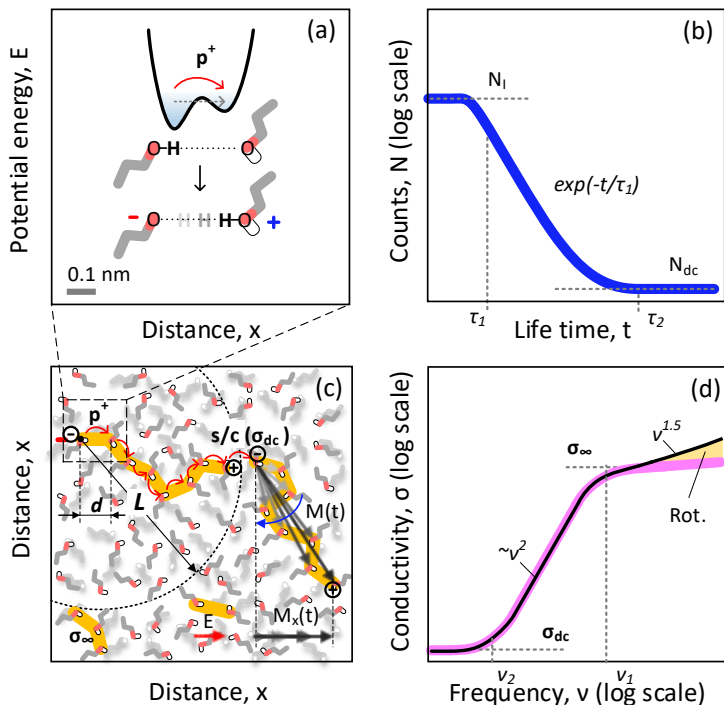 (a)
Potential energy, E
p+
O-H
O
-
O
H H H-O
+
0.1 nm
Distance, x
(b)
Counts, N (log scale)
Nl
exp(-t/τ1)
Ndc
τ1
τ2
Life time, t
(c)
Distance, x
p+
s/c (σdc)
-
-
+
-
d
L
M(t)
+
E
Mx(t)
σ∞
Distance, x
(d)
Conductivity, σ (log scale)
σ∞
ν1.5
Rot.
~ν2
σdc
ν2
ν1
Frequency, ν (log scale)